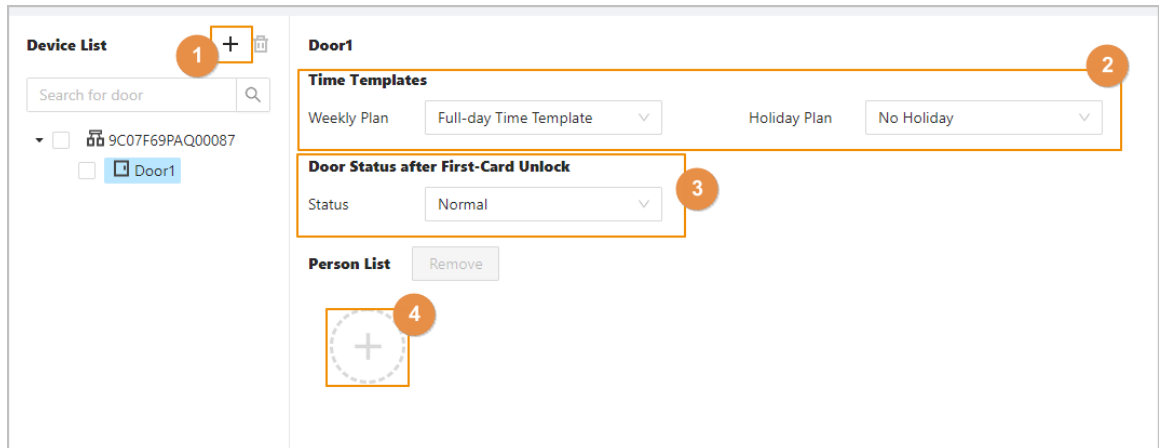 Device List
1
Door1
2
Time Templates
Search for door
Weekly Plan
Full-day Time Template
Holiday Plan
No Holiday
9C07F69PAQ00087
Door1
Door Status after First-Card Unlock
3
Status
Normal
Person List
Remove
4